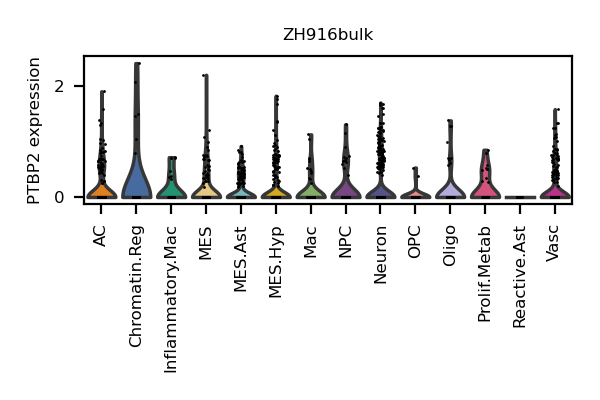 ZH916bulk
PTBP2 expression
2
0
AC
Chromatin.Reg
Inflammatory.Mac
MES
MES.Ast
MES.Hyp
Mac
NPC
Neuron
OPC
Oligo
Prolif.Metab
Reactive.Ast
Vasc